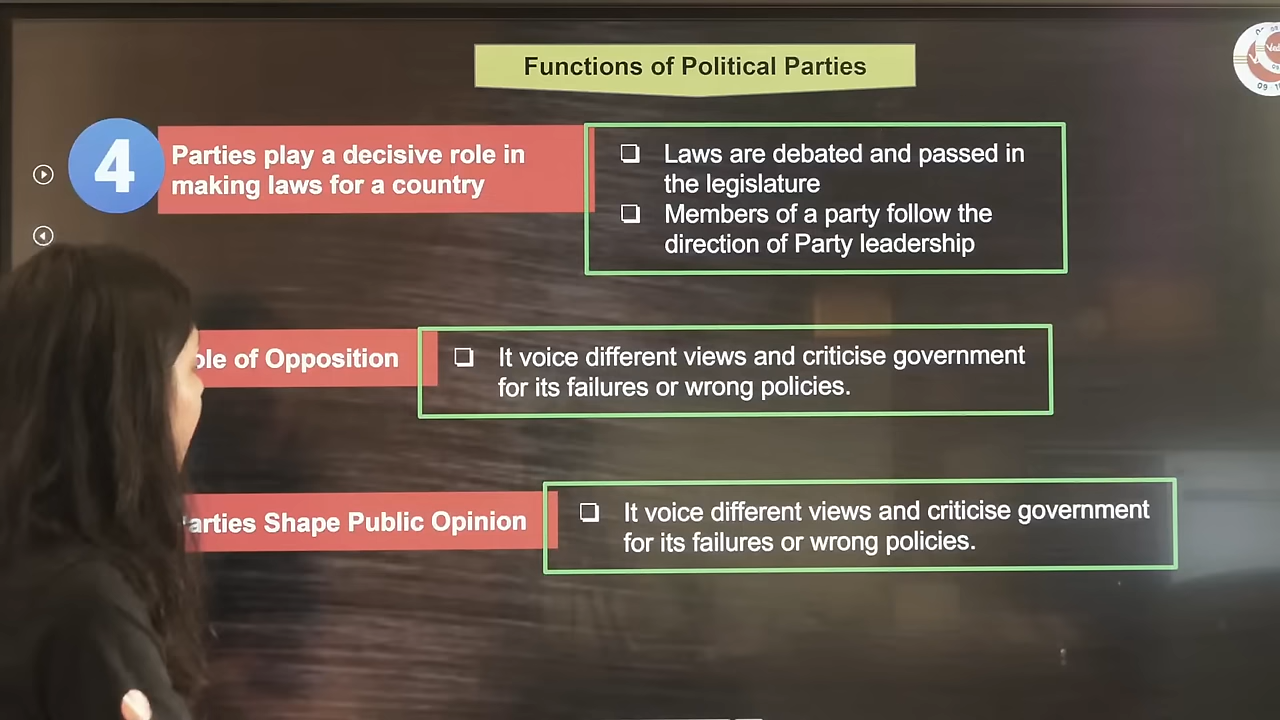 Functions of Political Parties
4
Parties play a decisive role in
making laws for a country
❑ Laws are debated and passed in
the legislature
❑ Members of a party follow the
direction of Party leadership
ole of Opposition
❑ It voice different views and criticise government
for its failures or wrong policies.
arties Shape Public Opinion
❑ It voice different views and criticise government
for its failures or wrong policies.